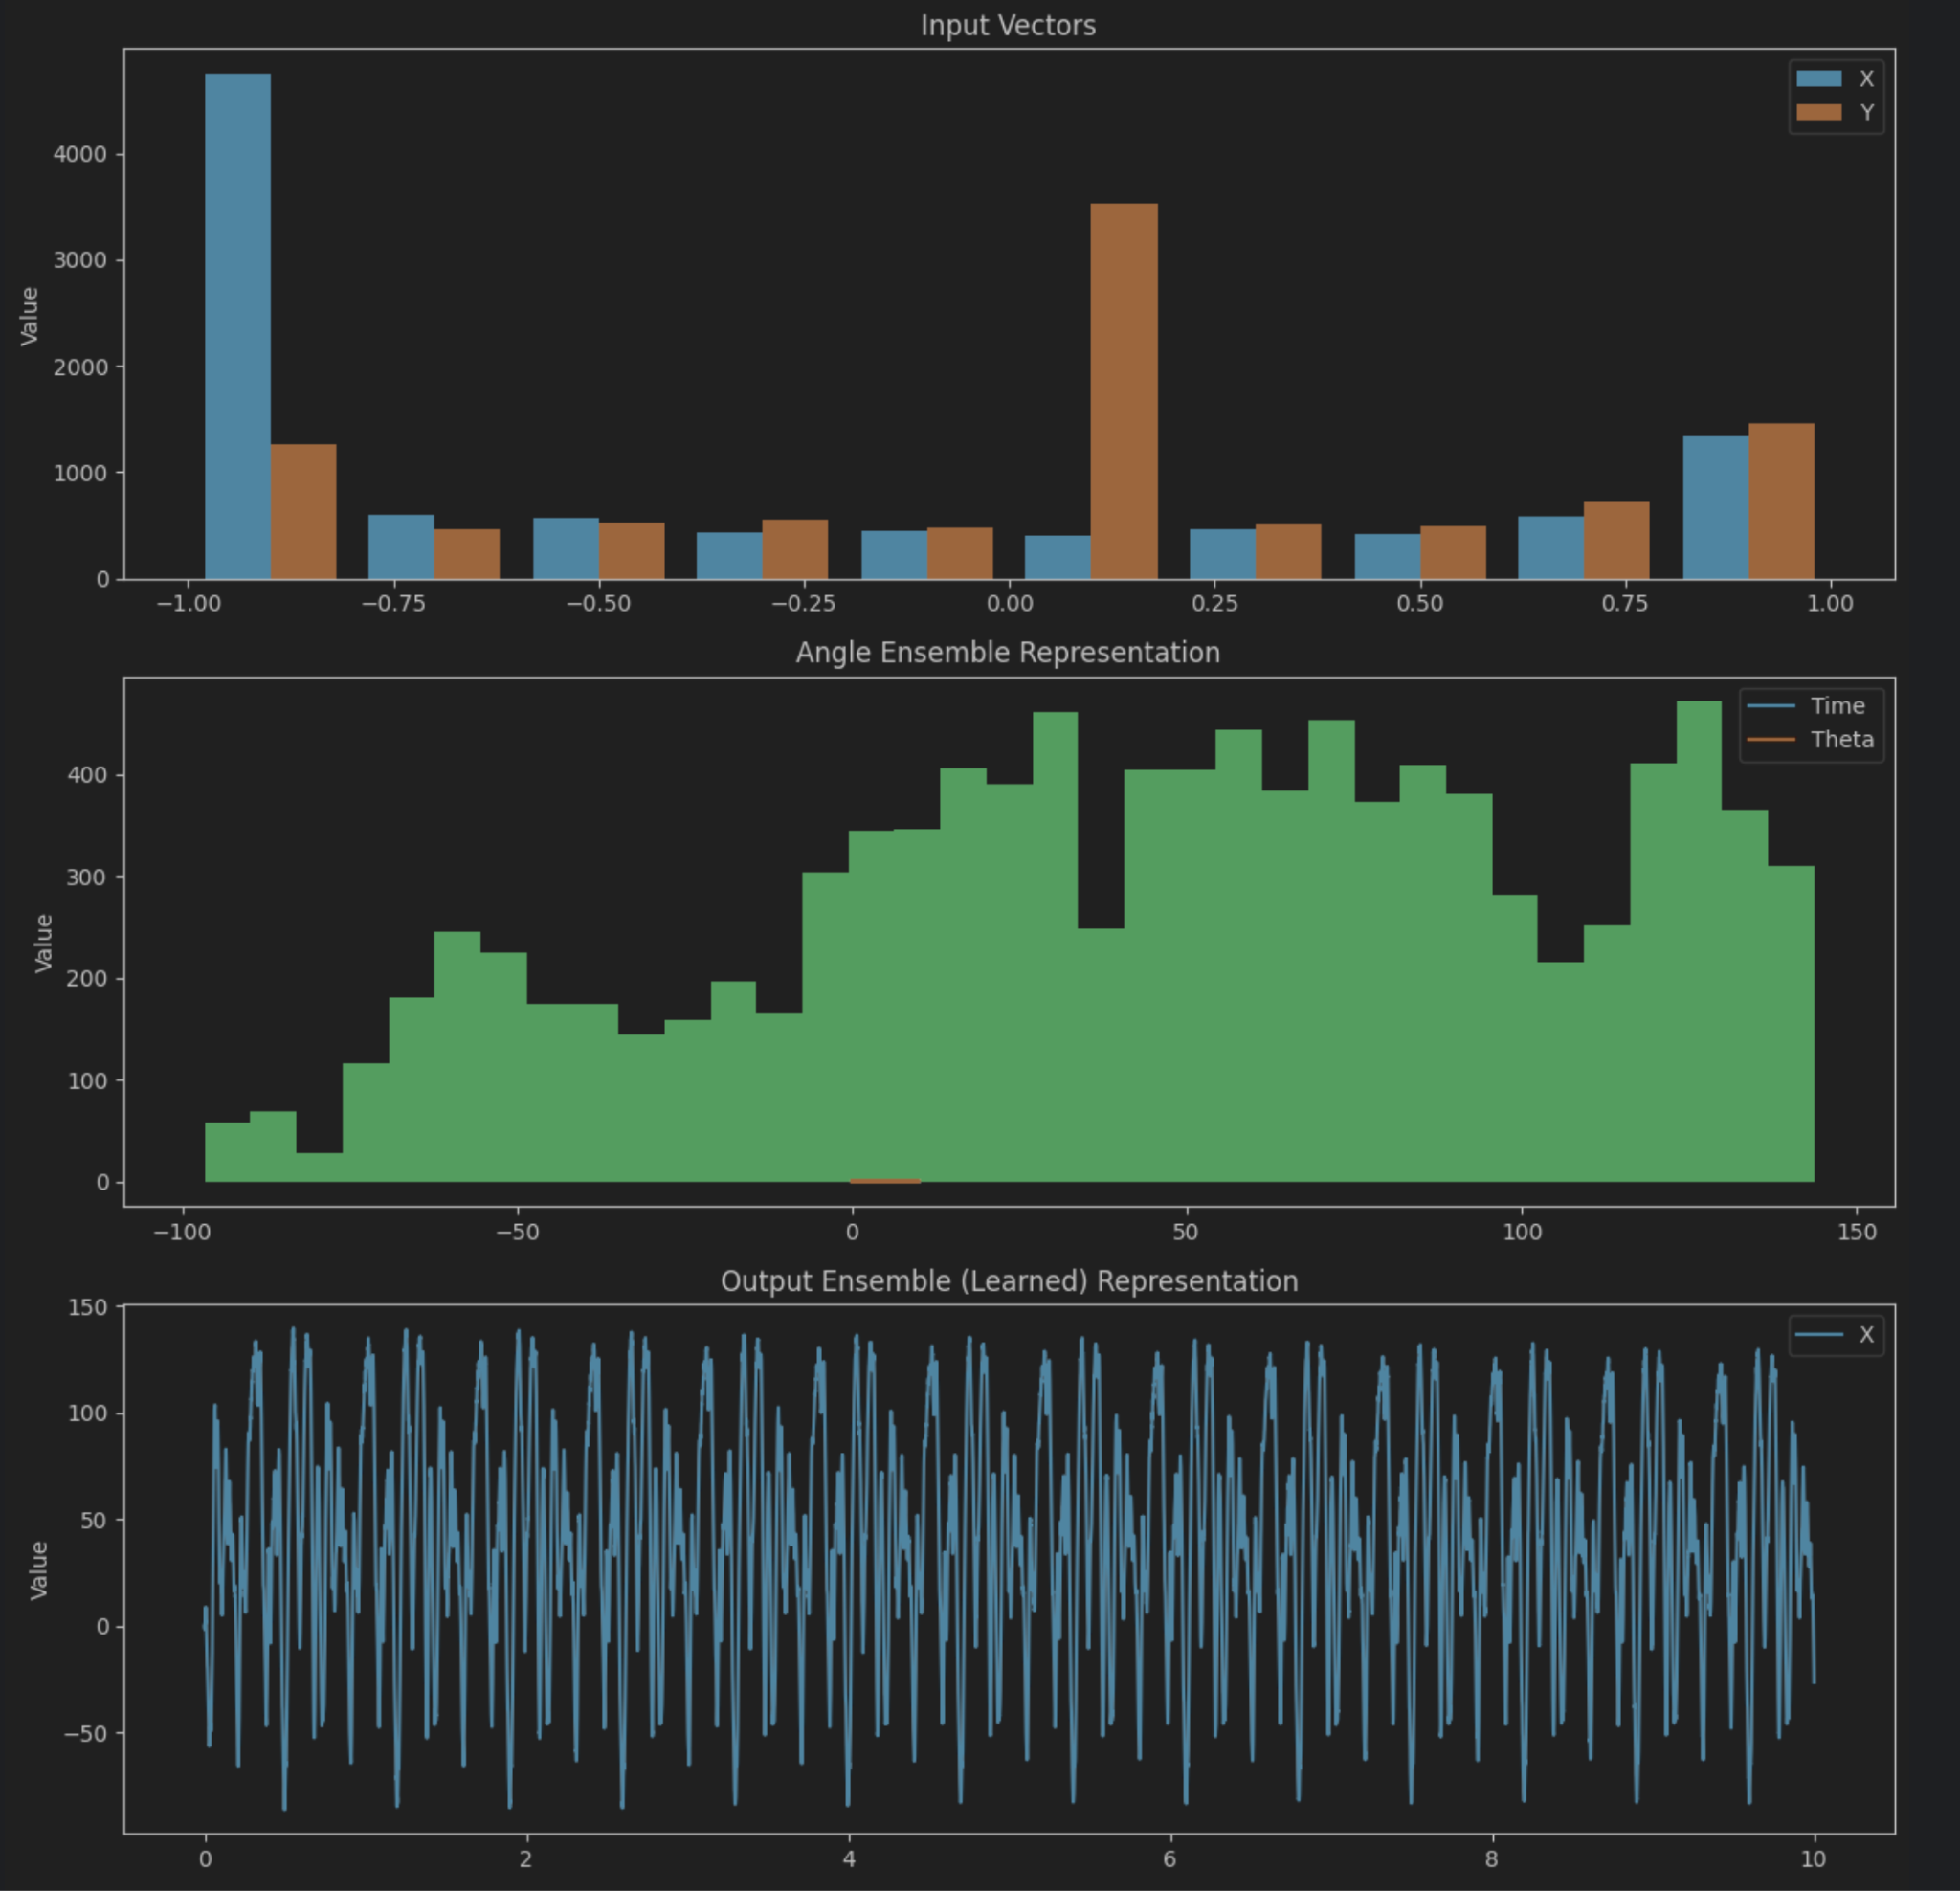 Input Vectors
X
Y
Value
4000
3000
2000
1000
0
−1.00 −0.75 −0.50 −0.25 0.00 0.25 0.50 0.75 1.00
Angle Ensemble Representation
Time
Theta
Value
400
300
200
100
0
−100 −50 0 50 100 150
Output Ensemble (Learned) Representation
X
Value
150
100
50
0
−50
0 2 4 6 8 10